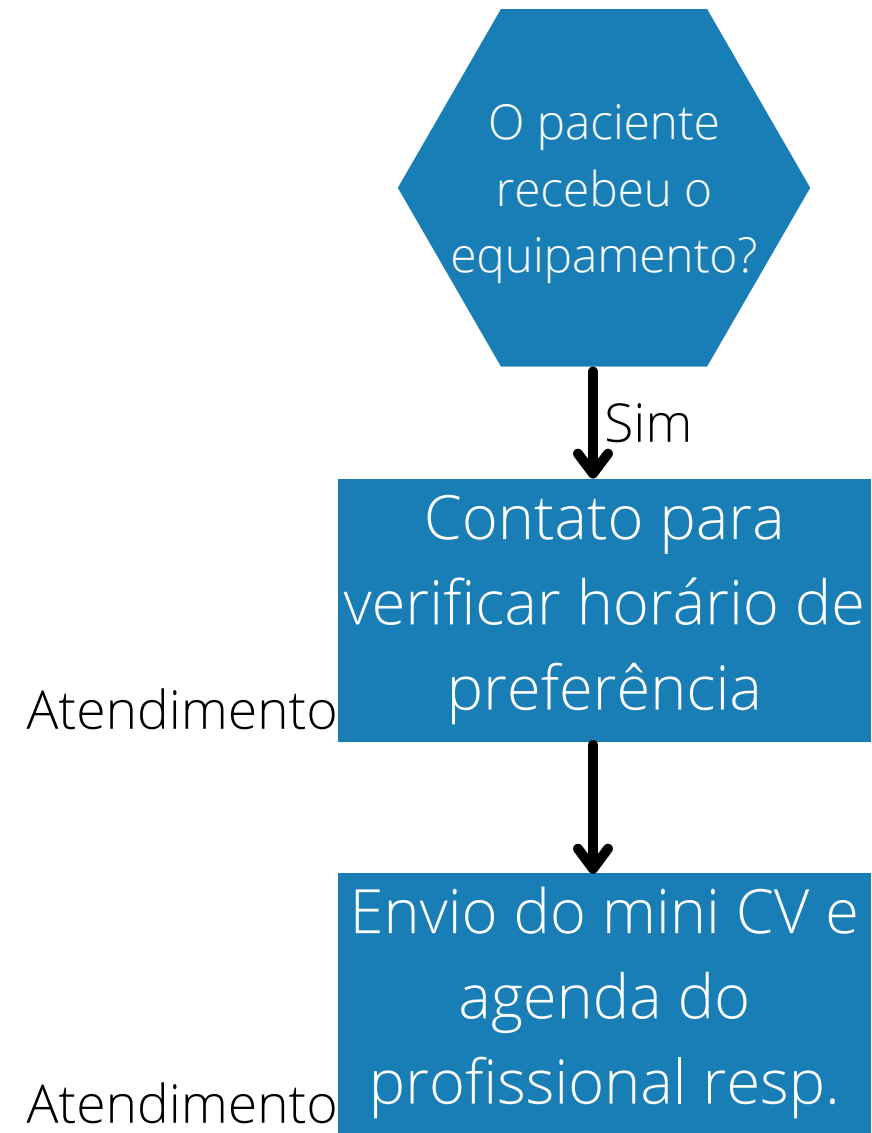 O paciente
recebeu o
equipamento?
Sim
Contato para
verificar horário de
preferência
Atendimento
Envio do mini CV e
agenda do
profissional resp.
Atendimento